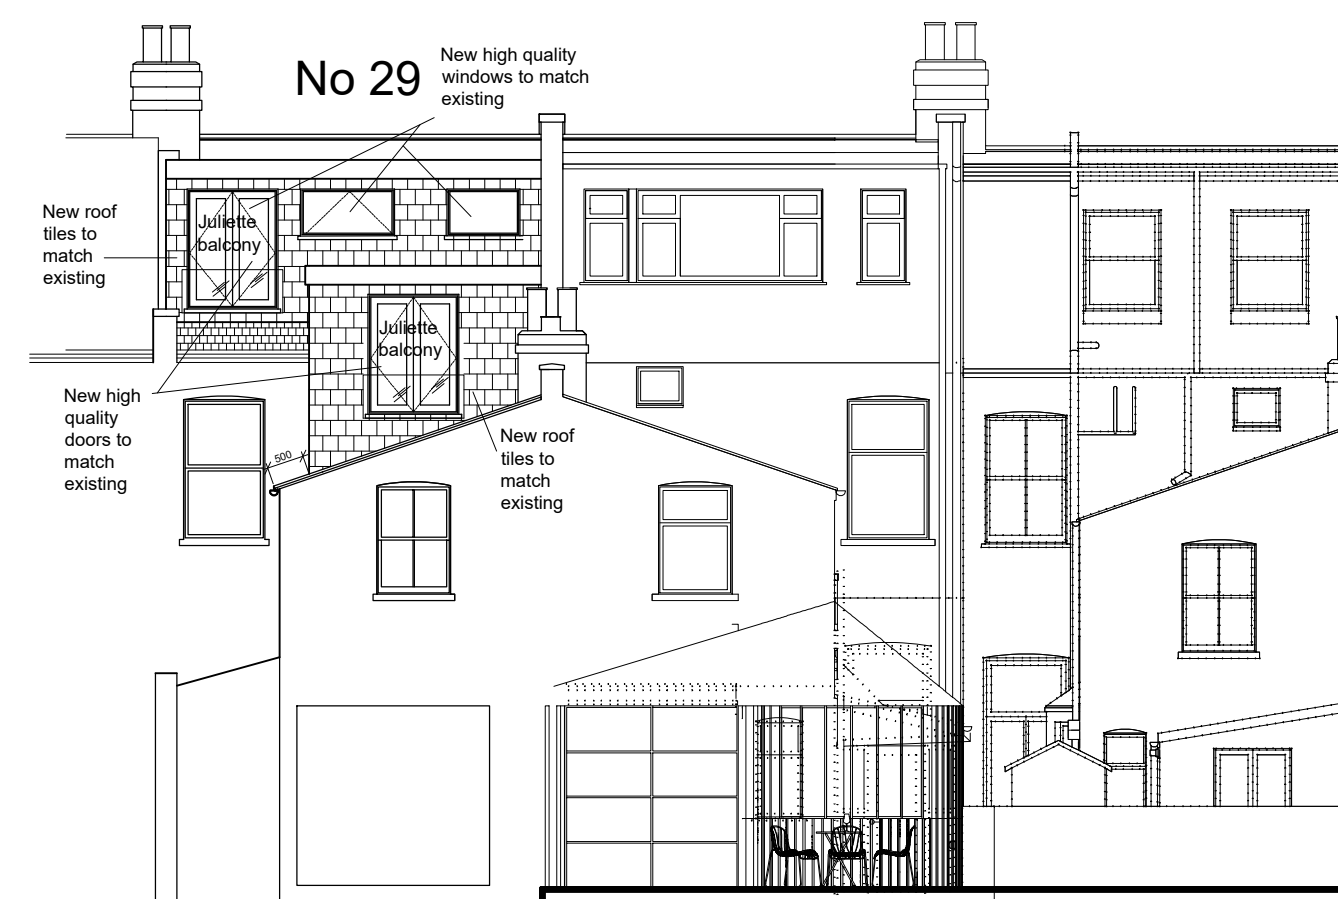 No 29
New high quality
windows to match
existing
New roof
tiles to
match
existing
Juliette
balcony
Juliette
balcony
New high
quality
doors to
match
existing
500
New roof
tiles to
match
existing